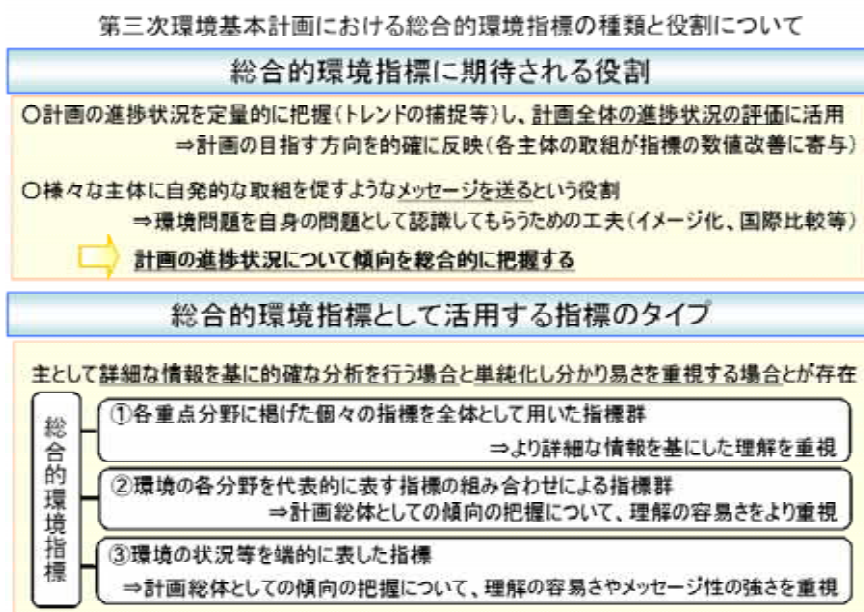 第三次環境基本計画における総合的環境指標の種類と役割について
総合的環境指標に期待される役割
〇計画の進捗状況を定量的に把握(トレンドの捕捉等)し、計画全体の進捗状況の評価に活用
⇒計画の目指す方向を的確に反映(各主体の取組が指標の数値改善に寄与)
〇様々な主体に自発的な取組を促すようなメッセージを送るという役割
⇒環境問題を自身の問題として認識してもらうための工夫(イメージ化、国際比較等)
計画の進捗状況について傾向を総合的に把握する
総合的環境指標として活用する指標のタイプ
主として詳細な情報を基に的確な分析を行う場合と単純化し分かり易さを重視する場合とが存在
総合的環境指標
①各重点分野に掲げた個々の指標を全体として用いた指標群
⇒より詳細な情報を基にした理解を重視
②環境の各分野を代表的に表す指標の組み合わせによる指標群
⇒計画総体としての傾向の把握について、理解の容易さをより重視
③環境の状況等を端的に表した指標
⇒計画総体としての傾向の把握について、理解の容易さやメッセージ性の強さを重視